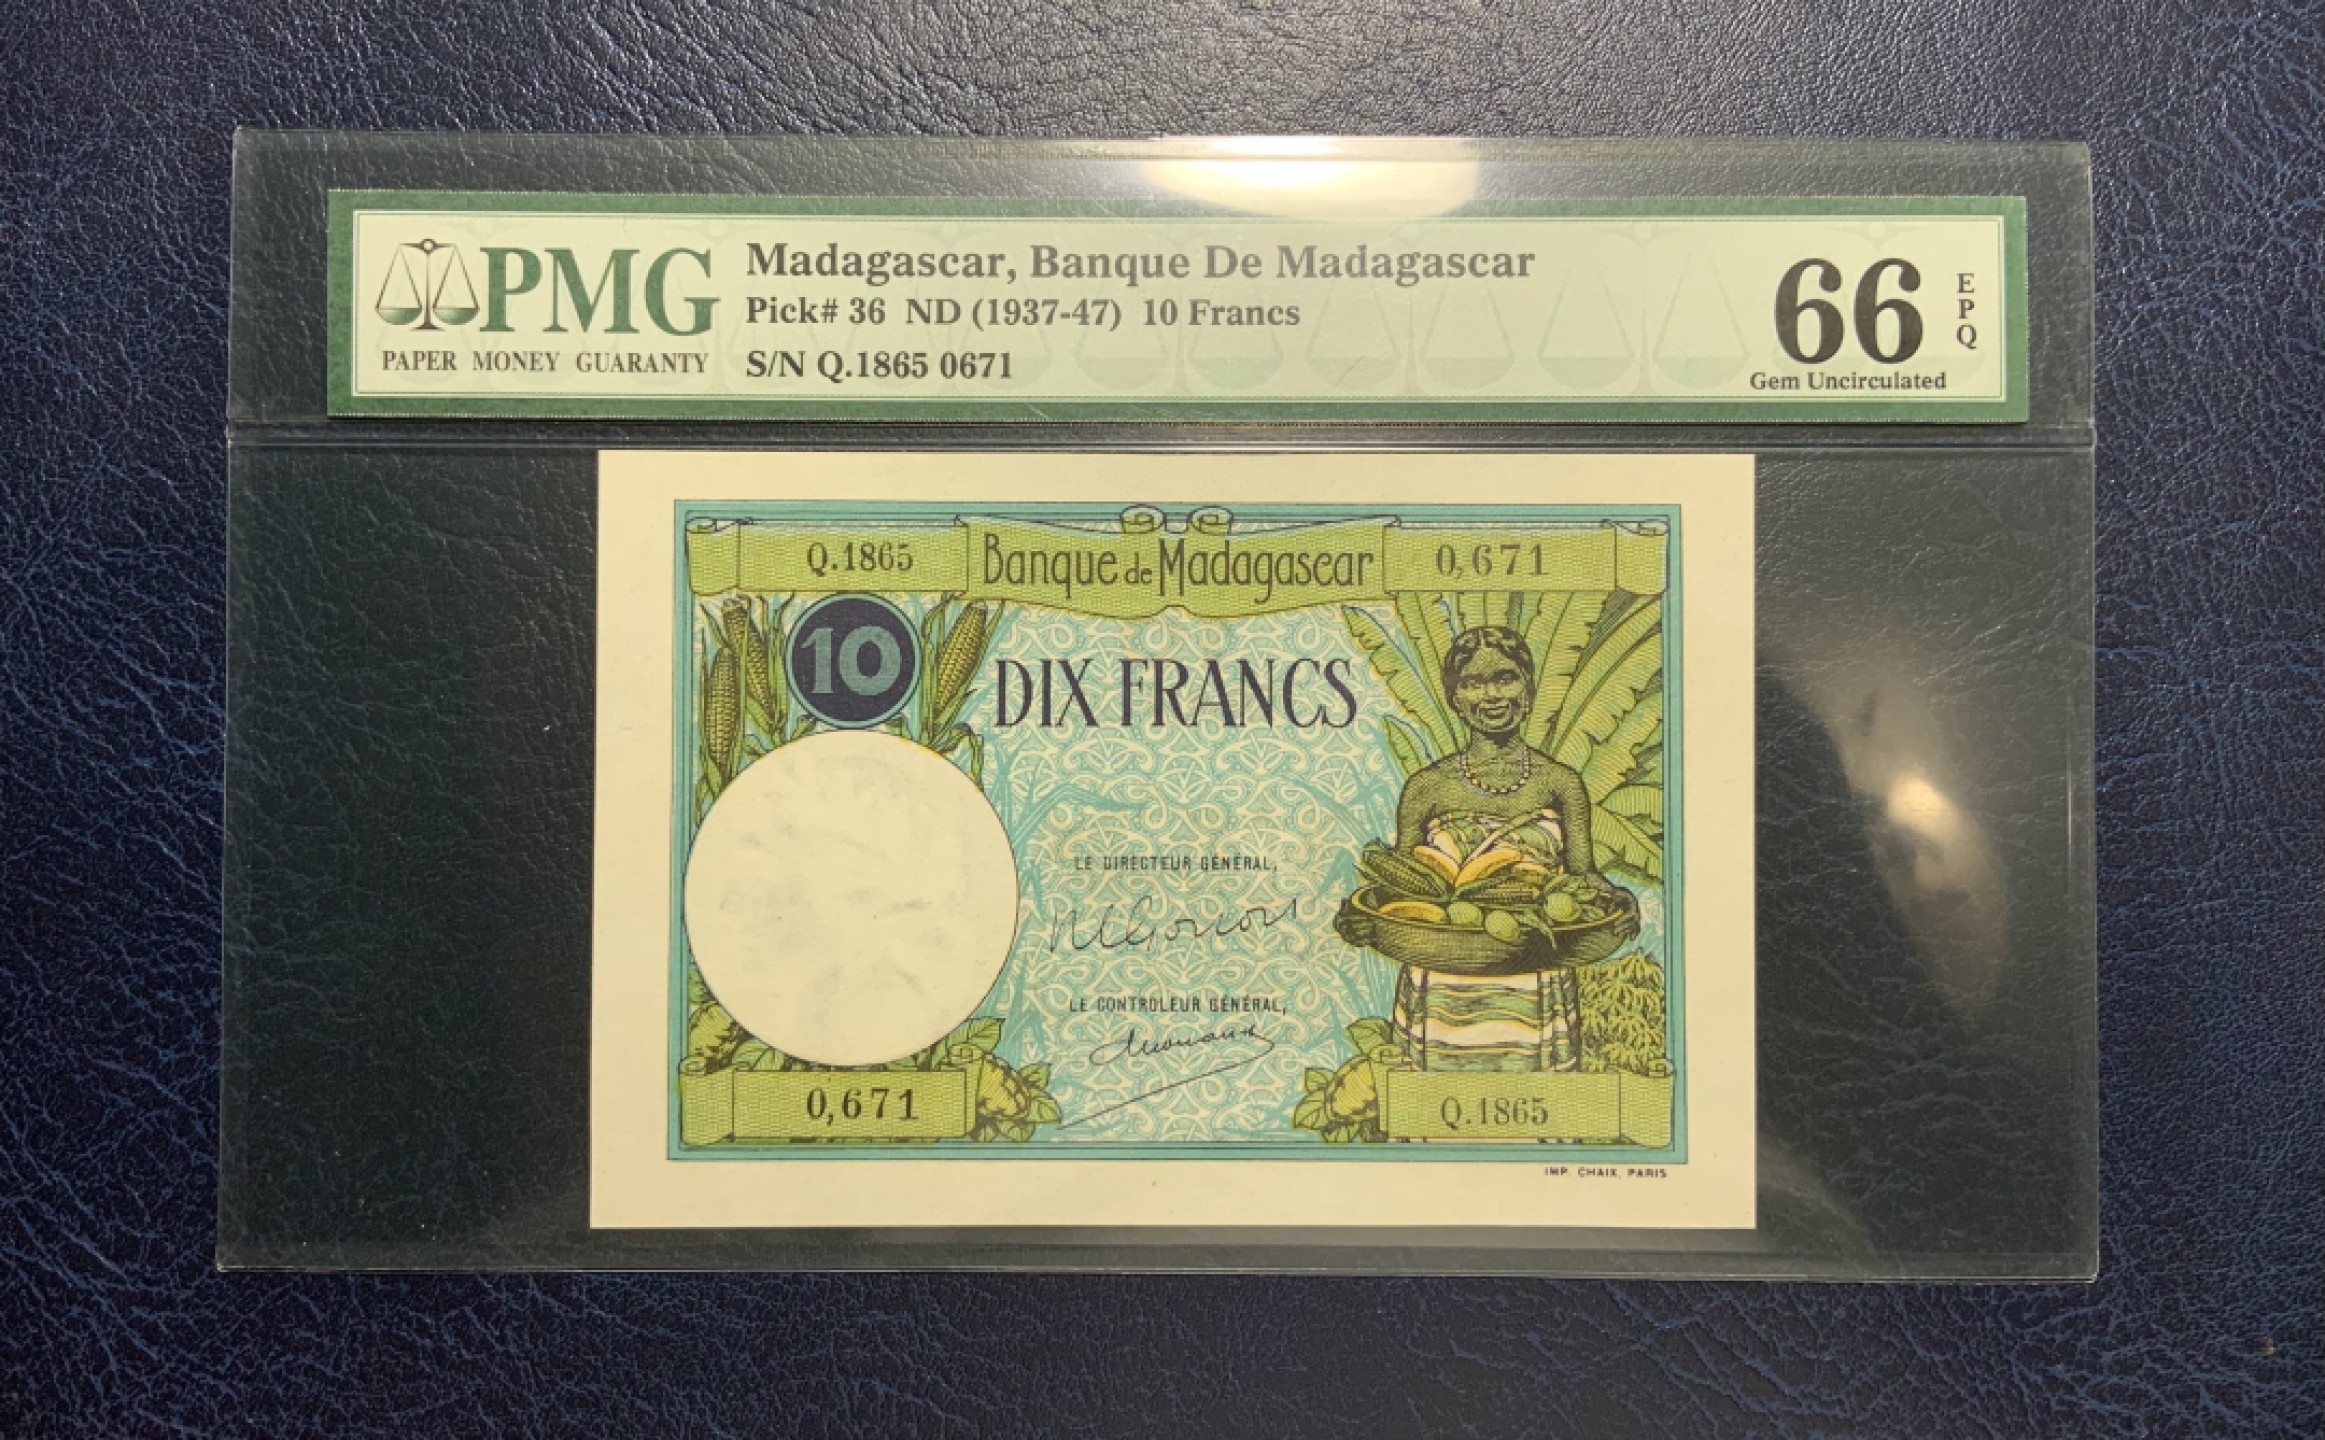 PMG
PAPER MONEY GUARANTY
Madagascar, Banque De Madagascar
Pick# 36 ND (1937-47) 10 Francs
S/N Q.1865 0671
66
EPQ
Gem Uncirculated
Q.1865
Banque de Madagascar
0,671
10
DIX FRANCS
LE DIRECTEUR GÉNÉRAL,
LE CONTROLEUR GÉNÉRAL,
0,671
Q.1865
IMP. CHAIX, PARIS